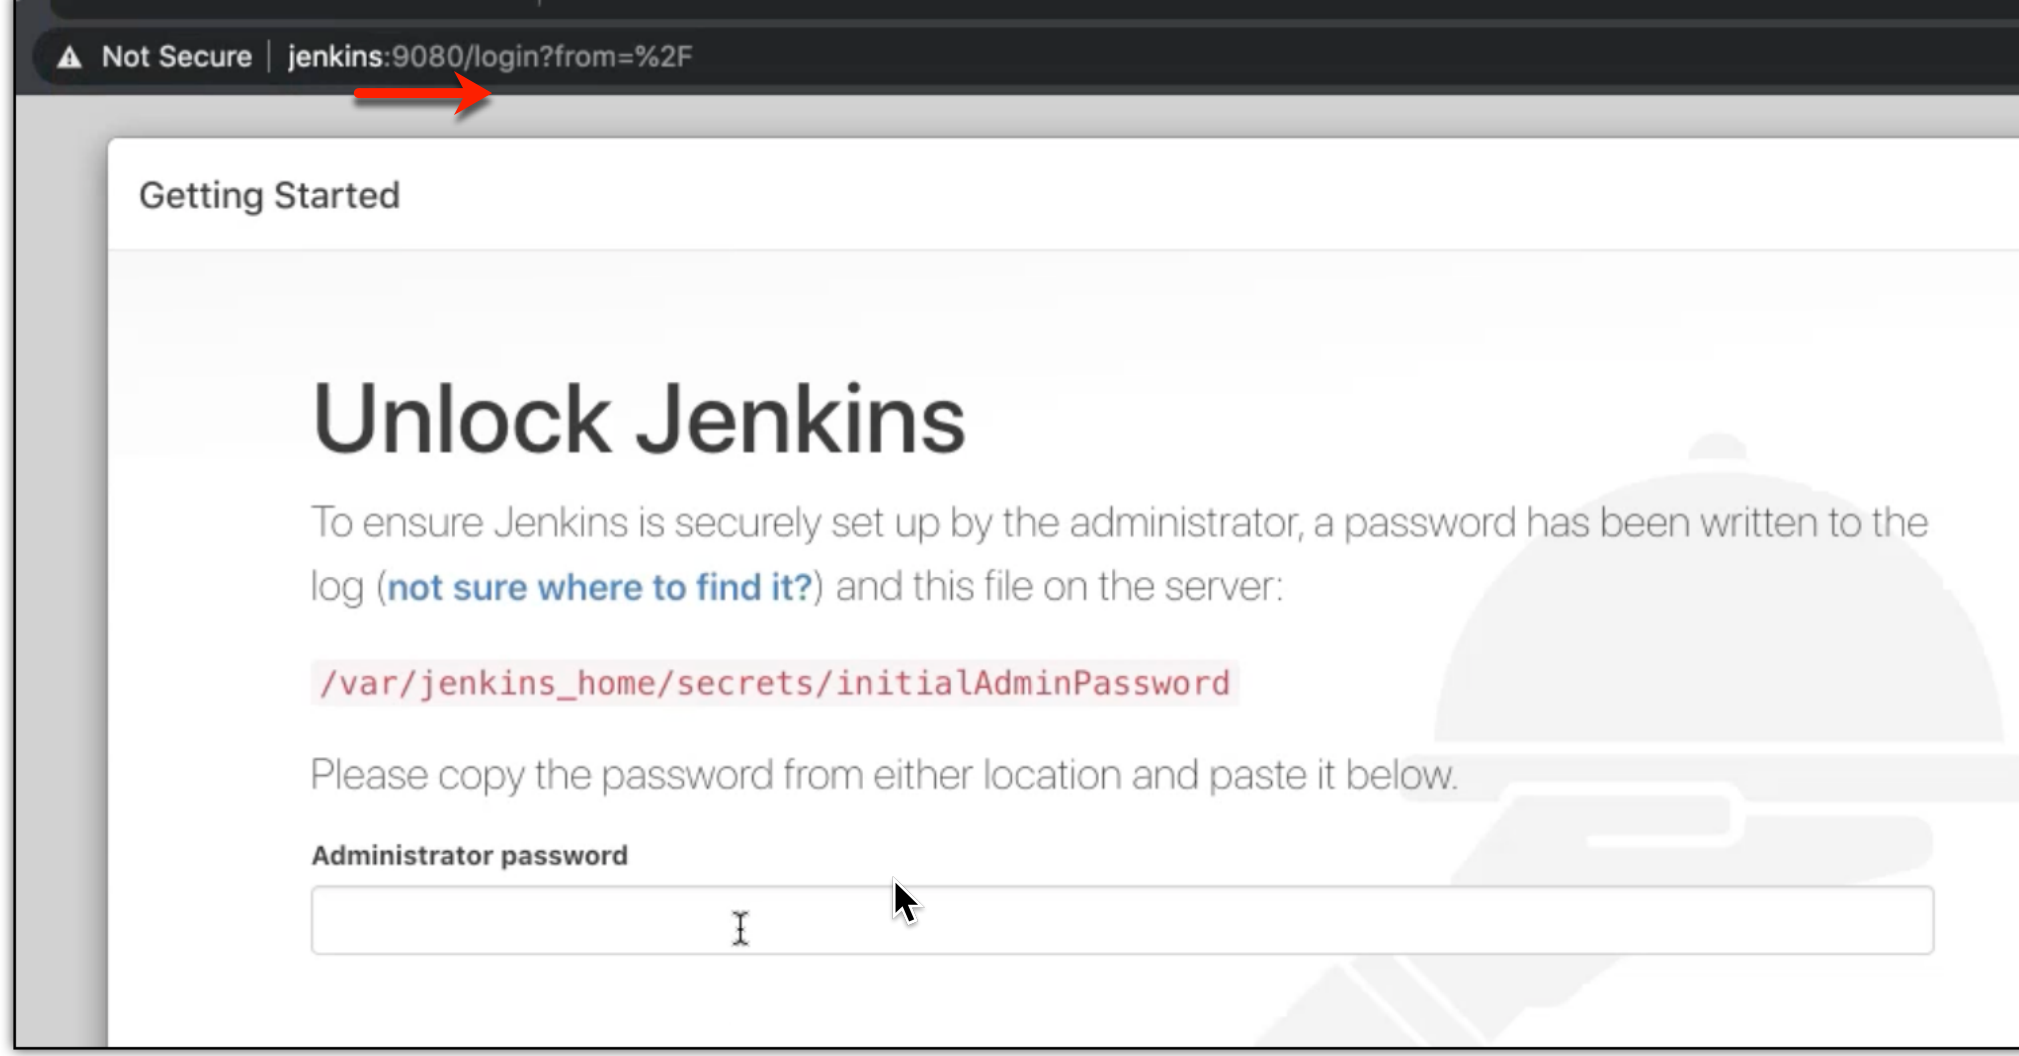 Not Secure | jenkins:9080/login?from=%2F
Getting Started
Unlock Jenkins
To ensure Jenkins is securely set up by the administrator, a password has been written to the
log (not sure where to find it?) and this file on the server:
/var/jenkins_home/secrets/initialAdminPassword
Please copy the password from either location and paste it below.
Administrator password